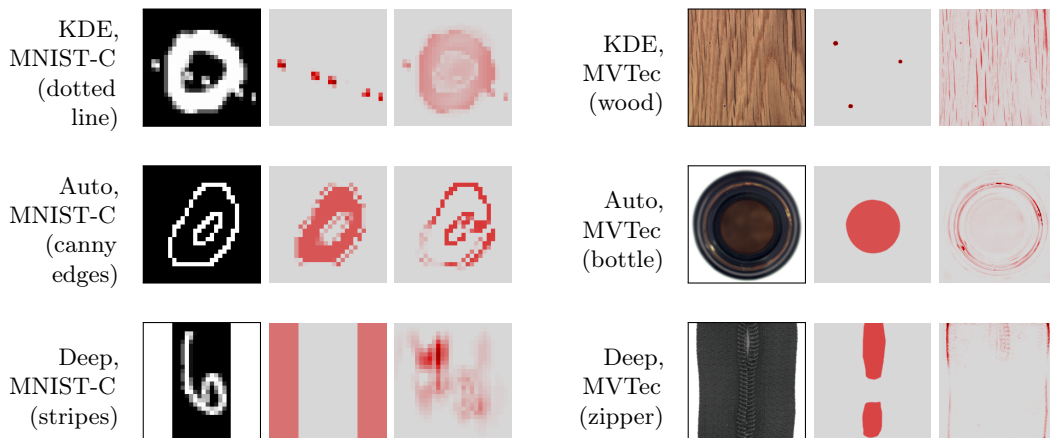 KDE,
MNIST-C
(dotted
line)
KDE,
MVTec
(wood)
Auto,
MNIST-C
(canny
edges)
Auto,
MVTec
(bottle)
Deep,
MNIST-C
(stripes)
Deep,
MVTec
(zipper)